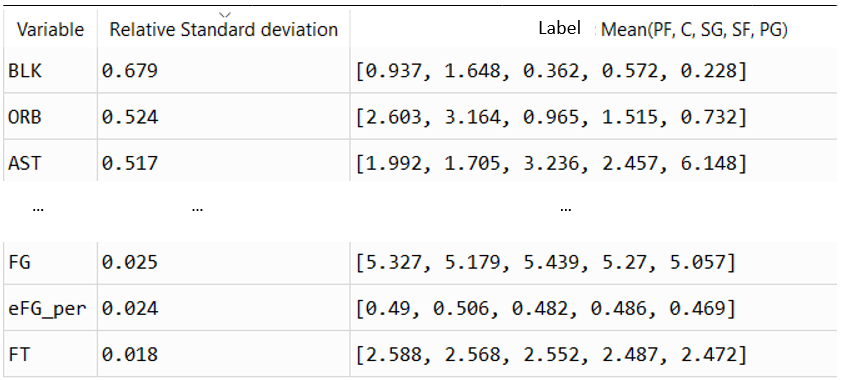 Variable Relative Standard deviation Label : Mean(PF, C, SG, SF, PG)
BLK 0.679 [0.937, 1.648, 0.362, 0.572, 0.228]
ORB 0.524 [2.603, 3.164, 0.965, 1.515, 0.732]
AST 0.517 [1.992, 1.705, 3.236, 2.457, 6.148]
... ... ...
FG 0.025 [5.327, 5.179, 5.439, 5.27, 5.057]
eFG_per 0.024 [0.49, 0.506, 0.482, 0.486, 0.469]
FT 0.018 [2.588, 2.568, 2.552, 2.487, 2.472]